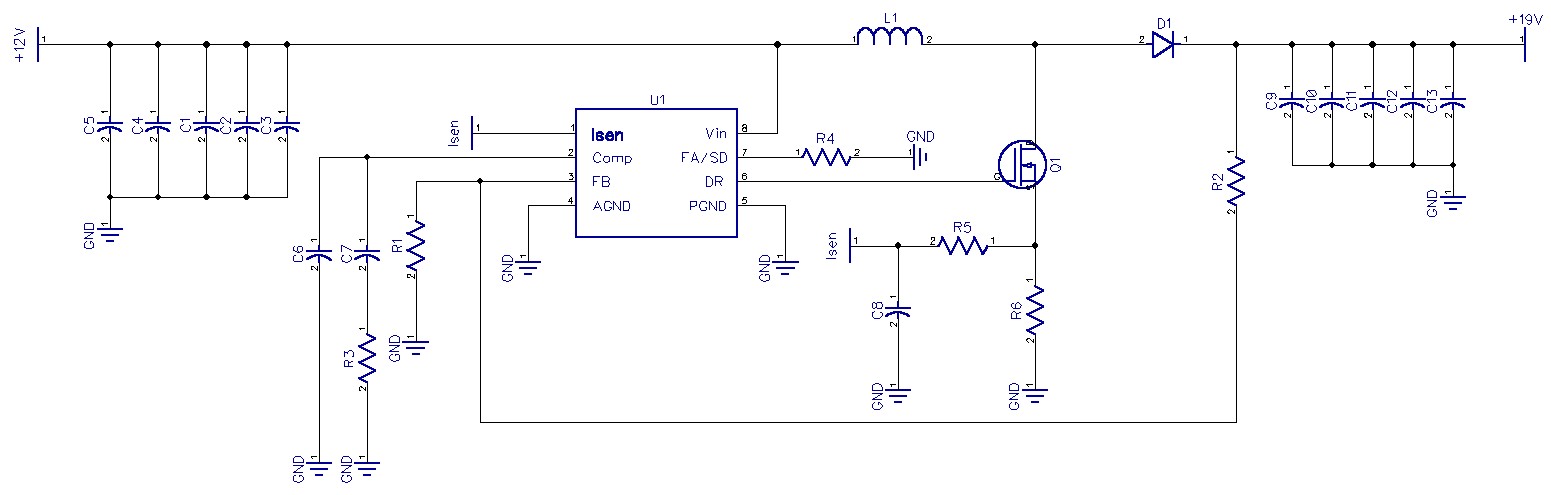 +12V 1
L1
1 2
D1
2 1
+19V
1
C5 1 2
C4 1 2
C1 1 2
C2 1 2
C3 1 2
GND 1
U1
Isen 1
1 Isen
2 Comp
3 FB
4 AGND
Vin 8
FA/SD 7
DR 6
PGND 5
R4
1 2
GND
1
D
G
S
Q1
R2 1 2
C9 1 2
C10 1 2
C11 1 2
C12 1 2
C13 1 2
GND 1
C6 1 2
C7 1 2
R1 1 2
GND 1
GND 1
Isen 1
R5
2 1
C8 1 2
R6 1 2
R3 1 2
GND 1
GND 1
GND 1
GND 1
GND 1